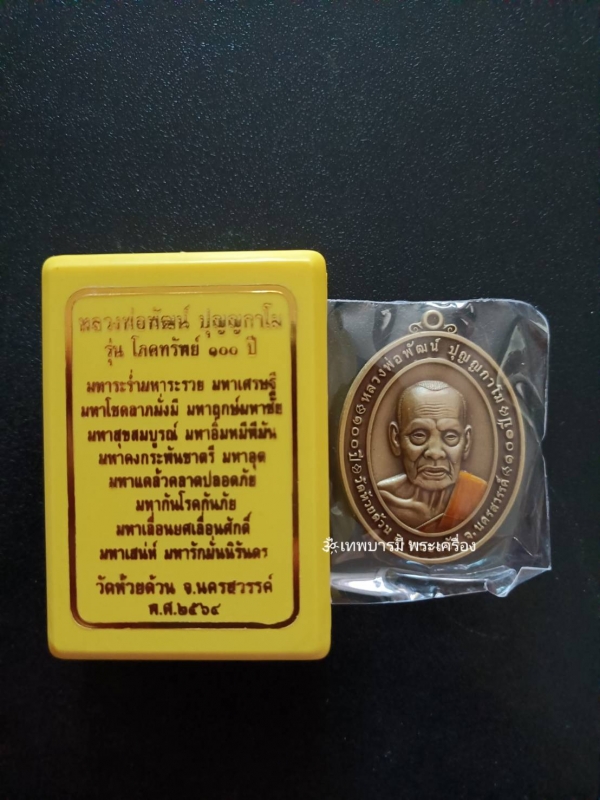 หลวงพ่อพัฒน์ ปุญญกาโม
รุ่น โภคทรัพย์ ๑๐๐ ปี
มหาระร่ำมหาระรวย มหาเศรษฐี
มหาโชคลาภมั่งมี มหาฤกษ์มหาชัย
มหาสุขสมบูรณ์ มหาอิ่มหมีพีมัน
มหาคงกระพันชาตรี มหาอุด
มหาแคล้วคลาดปลอดภัย
มหากันโรคกันภัย
มหาเลื่อนยศเลื่อนศักดิ์
มหาเสน่ห์ มหารักมั่นนิรันดร
วัดห้วยด้วน จ.นครสวรรค์
พ.ศ.๒๕๖๔
หลวงพ่อพัฒน์ ปุญญกาโม
๑๐๐ปี วัดห้วยด้วน จ.นครสวรรค์
เทพบารมี พระเครื่อง